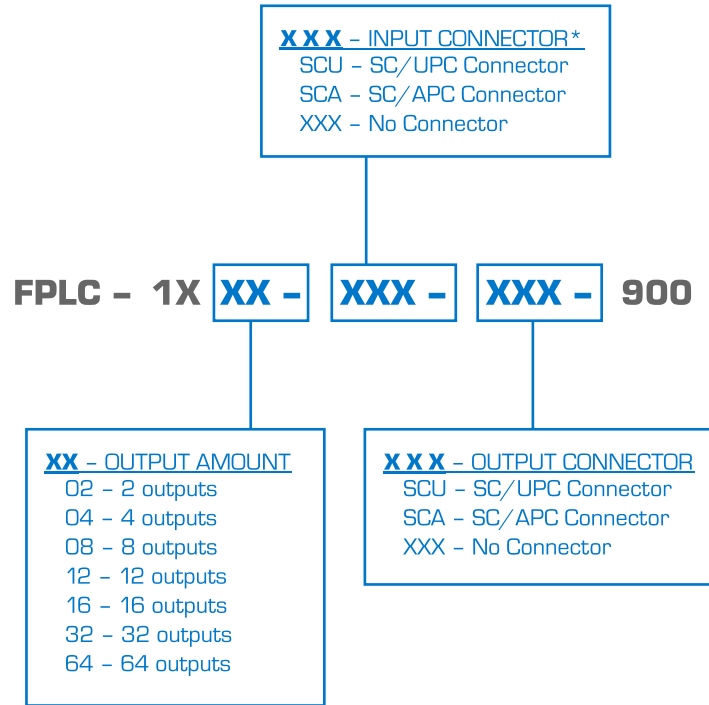 XXX – INPUT CONNECTOR*
SCU – SC/UPC Connector
SCA – SC/APC Connector
XXX – No Connector
FPLC – 1X XX – XXX – XXX – 900
XX – OUTPUT AMOUNT
02 – 2 outputs
04 – 4 outputs
08 – 8 outputs
12 – 12 outputs
16 – 16 outputs
32 – 32 outputs
64 – 64 outputs
XXX – OUTPUT CONNECTOR
SCU – SC/UPC Connector
SCA – SC/APC Connector
XXX – No Connector